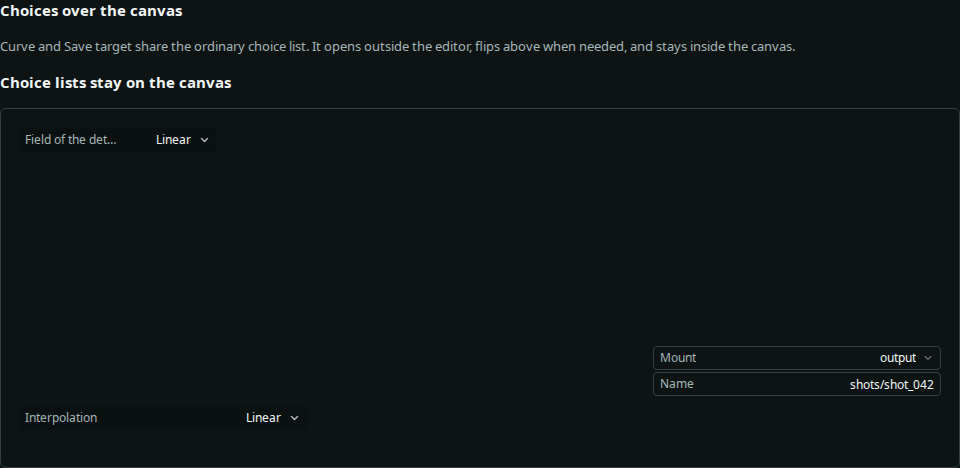 Choices over the canvas
Curve and Save target share the ordinary choice list. It opens outside the editor, flips above when needed, and stays inside the canvas.
Choice lists stay on the canvas
Field of the det... Linear
Mount output
Name shots/shot_042
Interpolation Linear